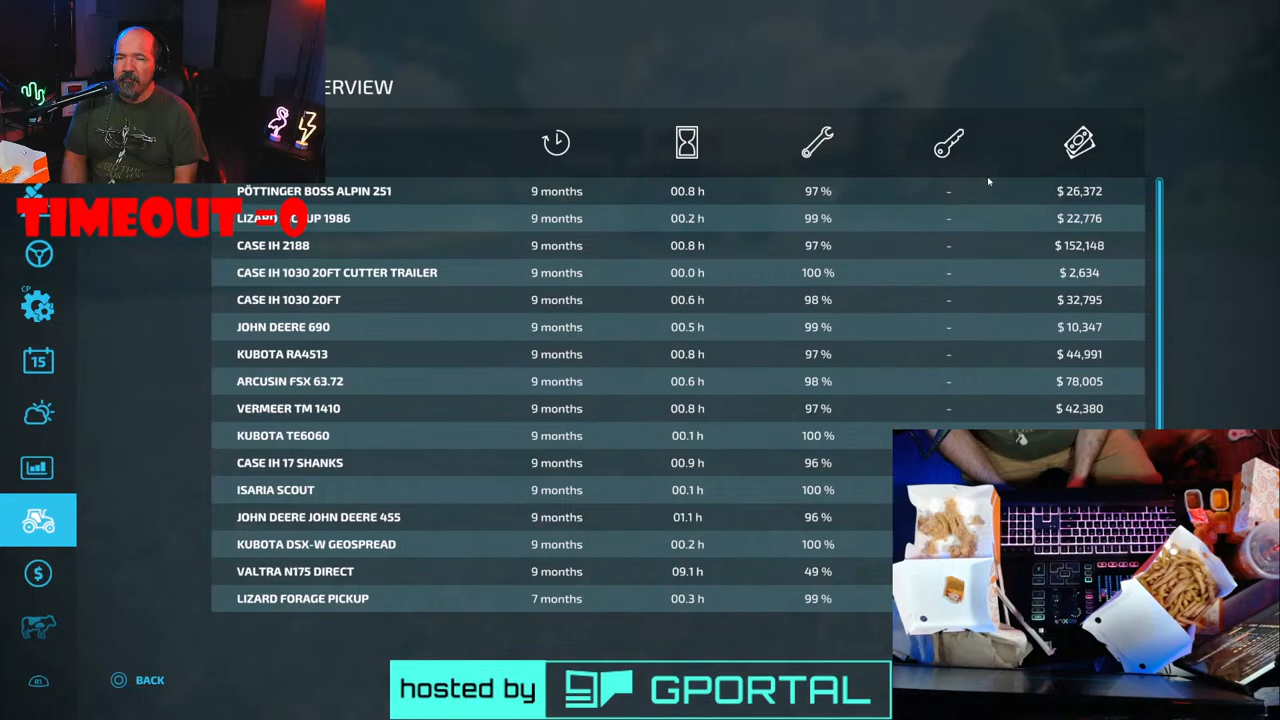 ERVIEW
PÖTTINGER BOSS ALPIN 251 9 months 00.8 h 97 % - $ 26,372
TIMEOUT =0
LIZARD UP 1986 9 months 00.2 h 99 % - $ 22,776
CASE IH 2188 9 months 00.8 h 97 % - $ 152,148
CASE IH 1030 20FT CUTTER TRAILER 9 months 00.0 h 100 % - $ 2,634
CP
CASE IH 1030 20FT 9 months 00.6 h 98 % - $ 32,795
JOHN DEERE 690 9 months 00.5 h 99 % - $ 10,347
KUBOTA RA4513 9 months 00.8 h 97 % - $ 44,991
15
ARCUSIN FSX 63.72 9 months 00.6 h 98 % - $ 78,005
VERMEER TM 1410 9 months 00.8 h 97 % - $ 42,380
KUBOTA TE6060 9 months 00.1 h 100 %
CASE IH 17 SHANKS 9 months 00.9 h 96 %
ISARIA SCOUT 9 months 00.1 h 100 %
JOHN DEERE JOHN DEERE 455 9 months 01.1 h 96 %
KUBOTA DSX-W GEOSPREAD 9 months 00.2 h 100 %
VALTRA N175 DIRECT 9 months 09.1 h 49 %
LIZARD FORAGE PICKUP 7 months 00.3 h 99 %
R1
BACK
hosted by GPORTAL